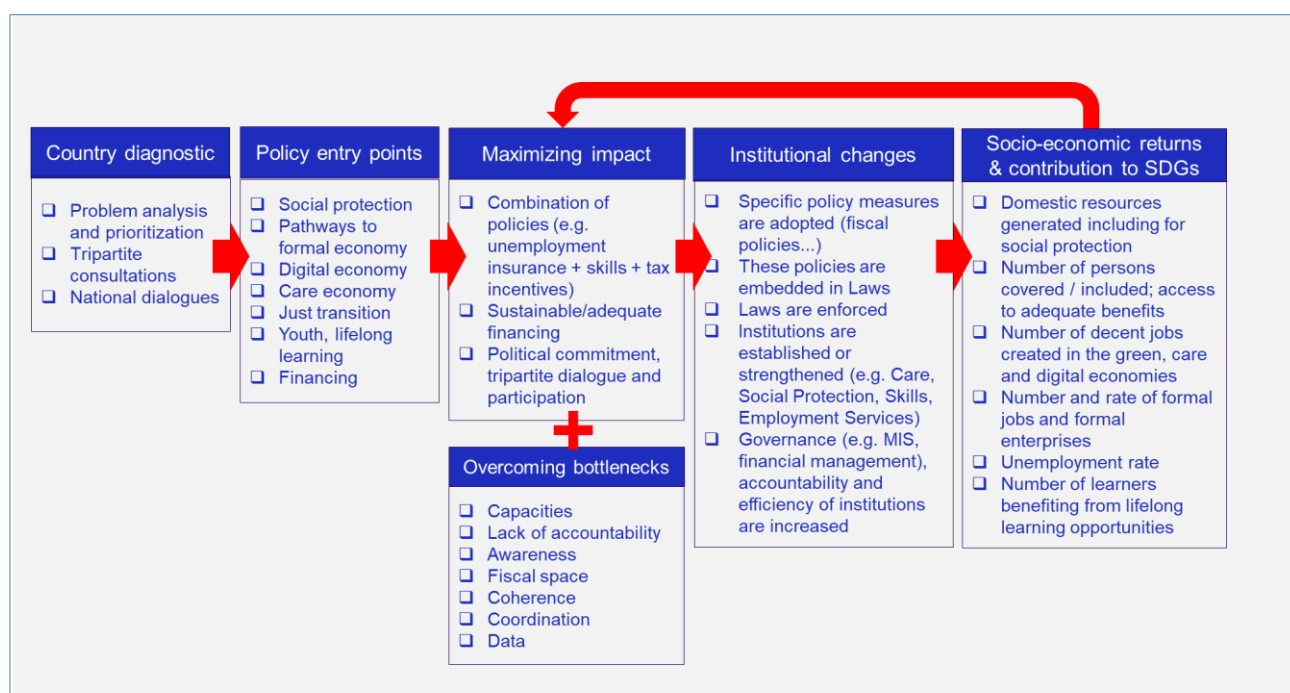 Country diagnostic
❑ Problem analysis
and prioritization
❑ Tripartite
consultations
❑ National dialogues
Policy entry points
❑ Social protection
❑ Pathways to
formal economy
❑ Digital economy
❑ Care economy
❑ Just transition
❑ Youth, lifelong
learning
❑ Financing
Maximizing impact
❑ Combination of
policies (e.g.
unemployment
insurance + skills + tax
incentives)
❑ Sustainable/adequate
financing
❑ Political commitment,
tripartite dialogue and
participation
Overcoming bottlenecks
❑ Capacities
❑ Lack of accountability
❑ Awareness
❑ Fiscal space
❑ Coherence
❑ Coordination
❑ Data
Institutional changes
❑ Specific policy measures
are adopted (fiscal
policies...)
❑ These policies are
embedded in Laws
❑ Laws are enforced
❑ Institutions are
established or
strengthened (e.g. Care,
Social Protection, Skills,
Employment Services)
❑ Governance (e.g. MIS,
financial management),
accountability and
efficiency of institutions
are increased
Socio-economic returns
& contribution to SDGs
❑ Domestic resources
generated including for
social protection
❑ Number of persons
covered / included; access
to adequate benefits
❑ Number of decent jobs
created in the green, care
and digital economies
❑ Number and rate of formal
jobs and formal
enterprises
❑ Unemployment rate
❑ Number of learners
benefiting from lifelong
learning opportunities